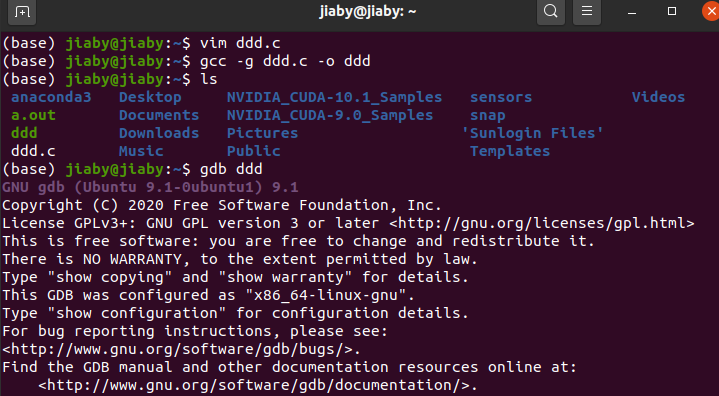 jiaby@jiaby: ~
(base) jiaby@jiaby:~$ vim ddd.c
(base) jiaby@jiaby:~$ gcc -g ddd.c -o ddd
(base) jiaby@jiaby:~$ ls
anaconda3 Desktop NVIDIA_CUDA-10.1_Samples sensors Videos
a.out Documents NVIDIA_CUDA-9.0_Samples snap
ddd Downloads Pictures 'Sunlogin Files'
ddd.c Music Public Templates
(base) jiaby@jiaby:~$ gdb ddd
GNU gdb (Ubuntu 9.1-0ubuntu1) 9.1
Copyright (C) 2020 Free Software Foundation, Inc.
License GPLv3+: GNU GPL version 3 or later <http://gnu.org/licenses/gpl.html>
This is free software: you are free to change and redistribute it.
There is NO WARRANTY, to the extent permitted by law.
Type "show copying" and "show warranty" for details.
This GDB was configured as "x86_64-linux-gnu".
Type "show configuration" for configuration details.
For bug reporting instructions, please see:
<http://www.gnu.org/software/gdb/bugs/>.
Find the GDB manual and other documentation resources online at:
<http://www.gnu.org/software/gdb/documentation/>.